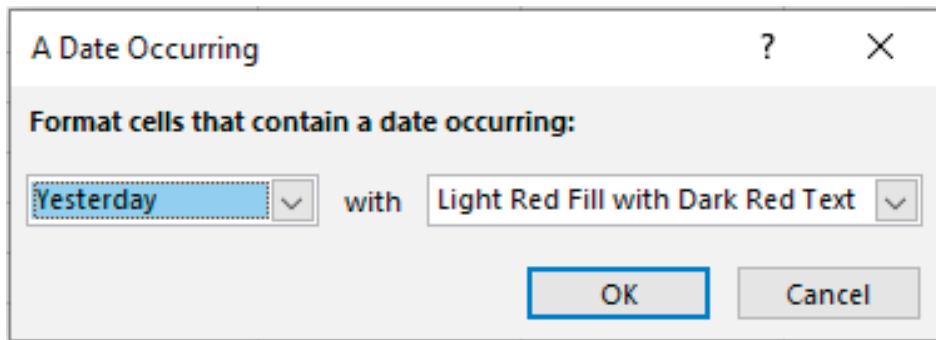 A Date Occurring ?
Format cells that contain a date occurring:
Yesterday with Light Red Fill with Dark Red Text
OK Cancel